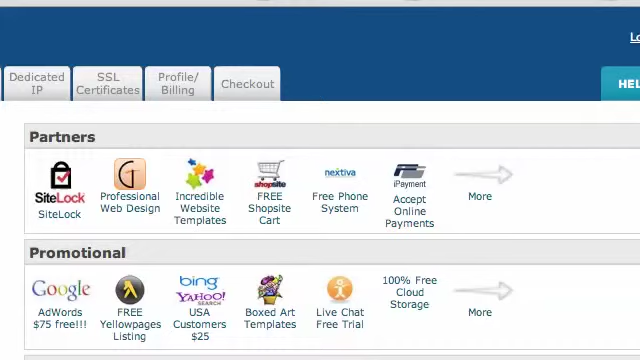 Lo
Dedicated IP
SSL Certificates
Profile/ Billing
Checkout
HEL
Partners
SiteLock
SiteLock
G
Professional Web Design
Incredible Website Templates
shopsite
FREE Shopsite Cart
nextiva
Free Phone System
iPayment
Accept Online Payments
More
Promotional
Google
AdWords $75 free!!!
FREE Yellowpages Listing
bing
YAHOO!
SEARCH
USA Customers $25
Boxed Art Templates
Live Chat Free Trial
100% Free Cloud Storage
More